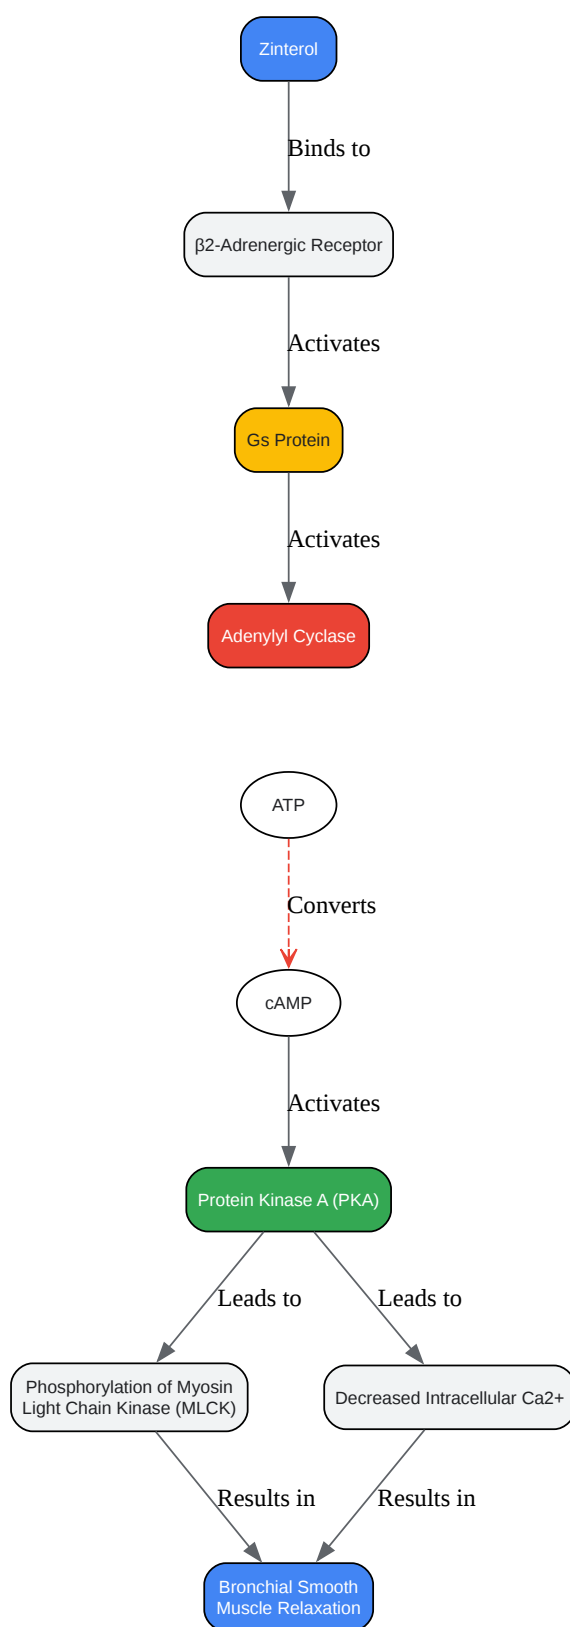 Zinterol
Binds to
β2-Adrenergic Receptor
Activates
Gs Protein
Activates
Adenylyl Cyclase
ATP
Converts
cAMP
Activates
Protein Kinase A (PKA)
Leads to
Leads to
Phosphorylation of Myosin
Light Chain Kinase (MLCK)
Decreased Intracellular Ca2+
Results in
Results in
Bronchial Smooth
Muscle Relaxation